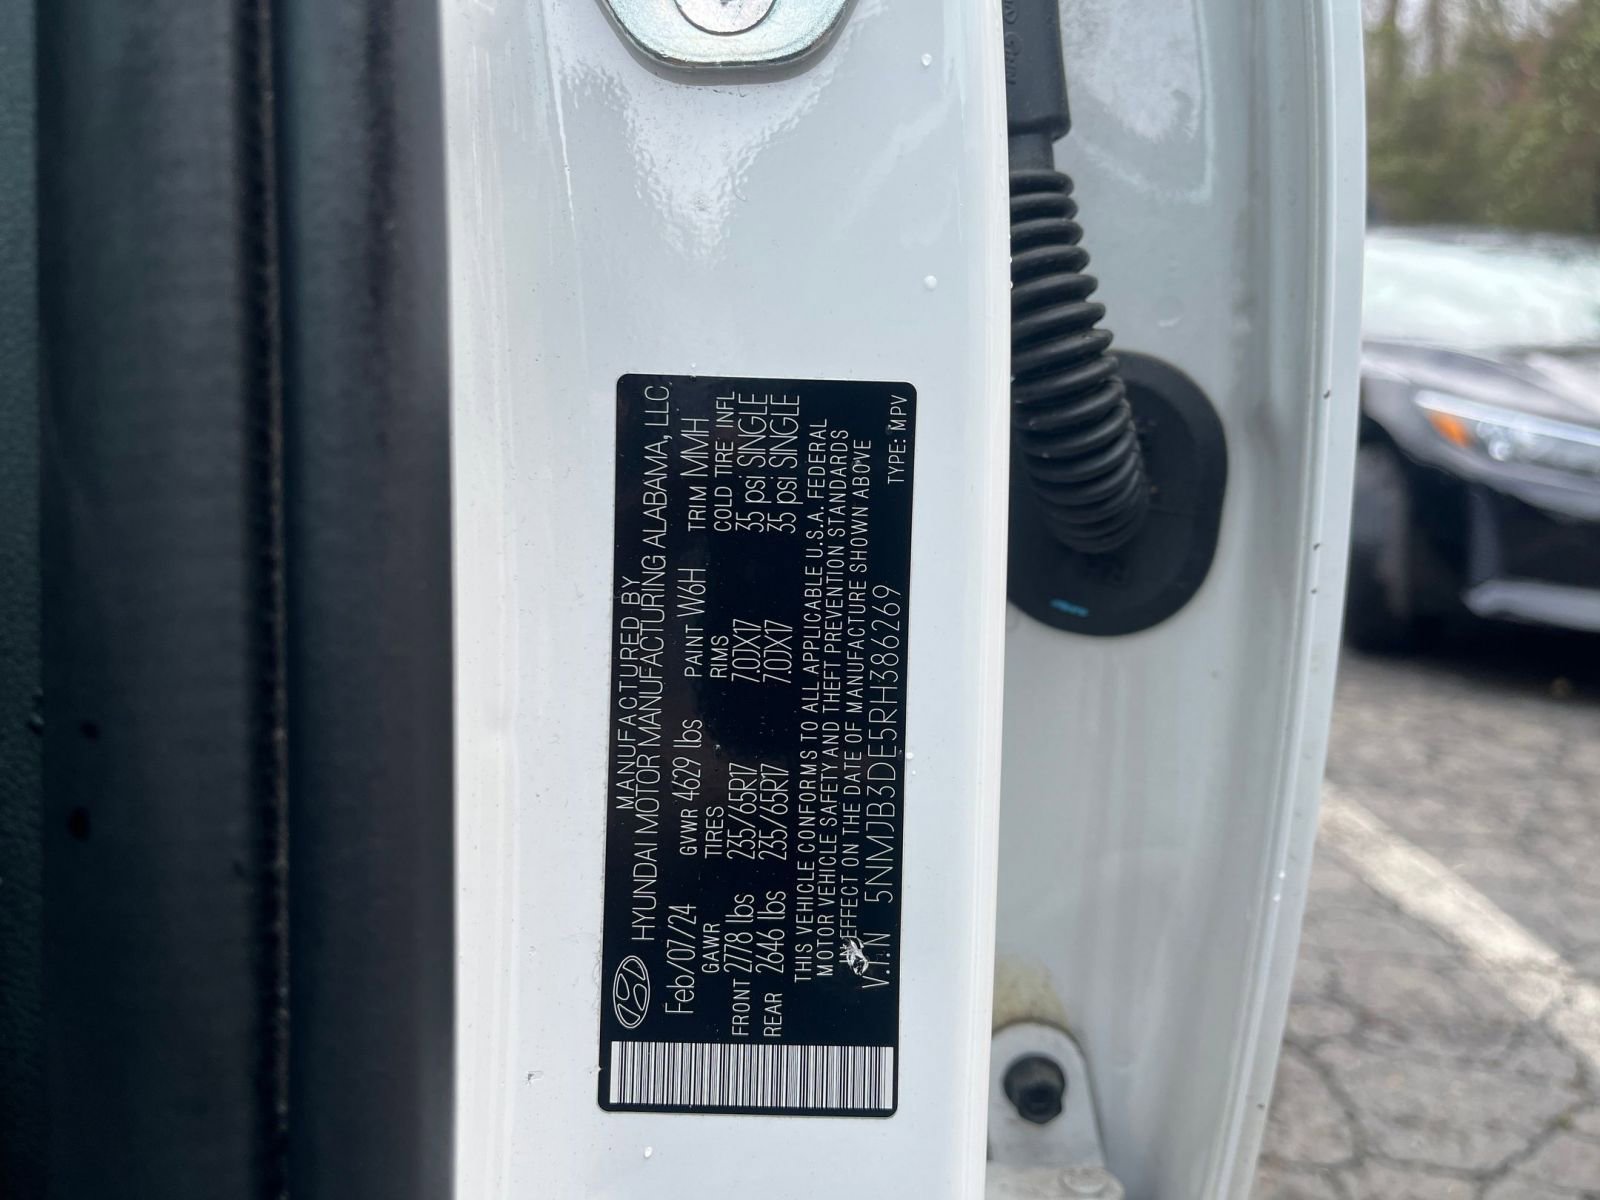 MANUFACTURED BY
HYUNDAI MOTOR MANUFACTURING ALABAMA, LLC
Feb/07/24 GVWR 4629 lbs PAINT W6H TRIM MMH
GAWR TIRES RIMS COLD TIRE INFL
FRONT 2778 lbs 235/65R17 7.0JX17 35 psi SINGLE
REAR 2646 lbs 235/65R17 7.0JX17 35 psi SINGLE
THIS VEHICLE CONFORMS TO ALL APPLICABLE U.S.A. FEDERAL
MOTOR VEHICLE SAFETY AND THEFT PREVENTION STANDARDS
IN EFFECT ON THE DATE OF MANUFACTURE SHOWN ABOVE
V.I.N 5NMJB3DE5RH386269 TYPE: MPV